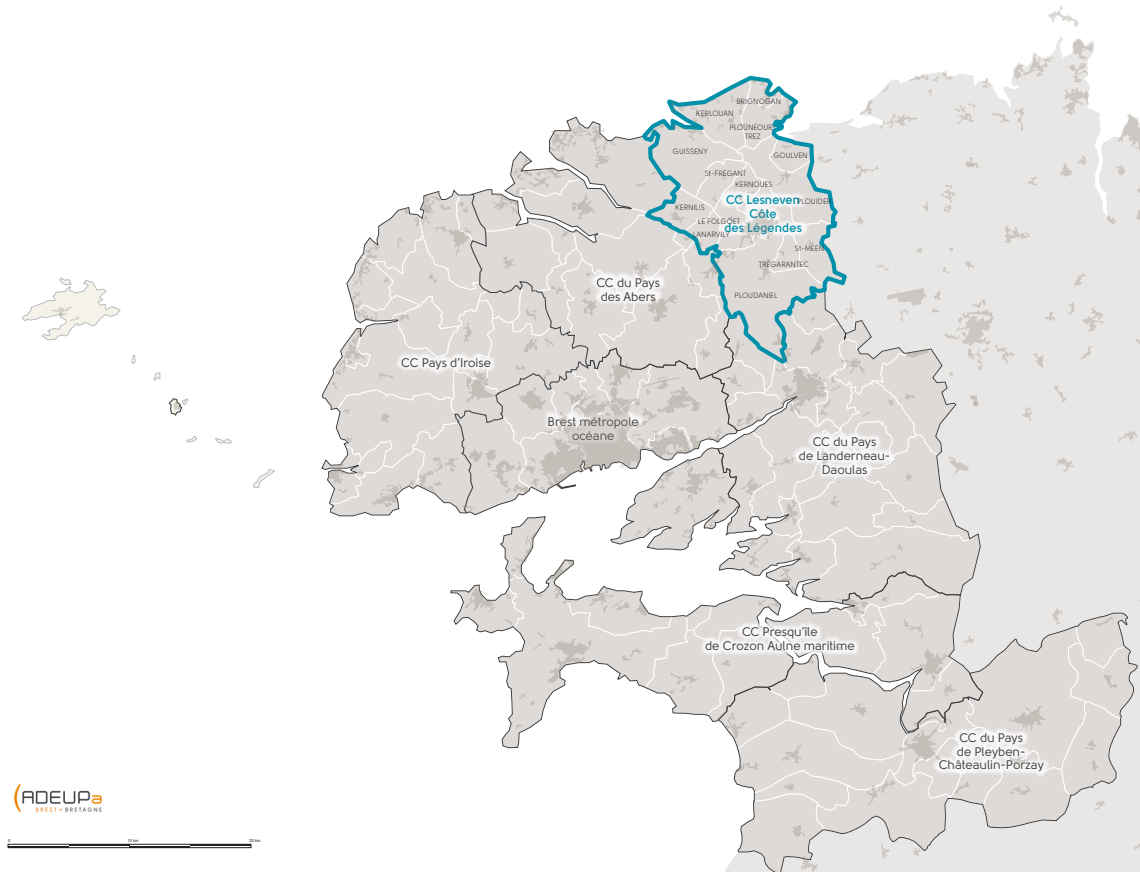 BRIGNOGAN
KERLOUAN
PLOUNEOUR
TREZ
GUISSENY
GOULVEN
St-FREGANT
KERNOUES
CC Lesneven
Côte
des Légendes
PLOUIDER
KERNILIS
LE FOLGOET
LANARVILY
St-MEEN
TRÉGARANTEC
PLOUDANIEL
CC du Pays
des Abers
CC Pays d'Iroise
Brest métropole
océane
CC du Pays
de Landerneau-
Daoulas
CC Presqu'île
de Crozon Aulne maritime
CC du Pays
de Pleyben-
Châteaulin-Porzay
ADEUPa
BREST • BRETAGNE
0 10 km 20 km